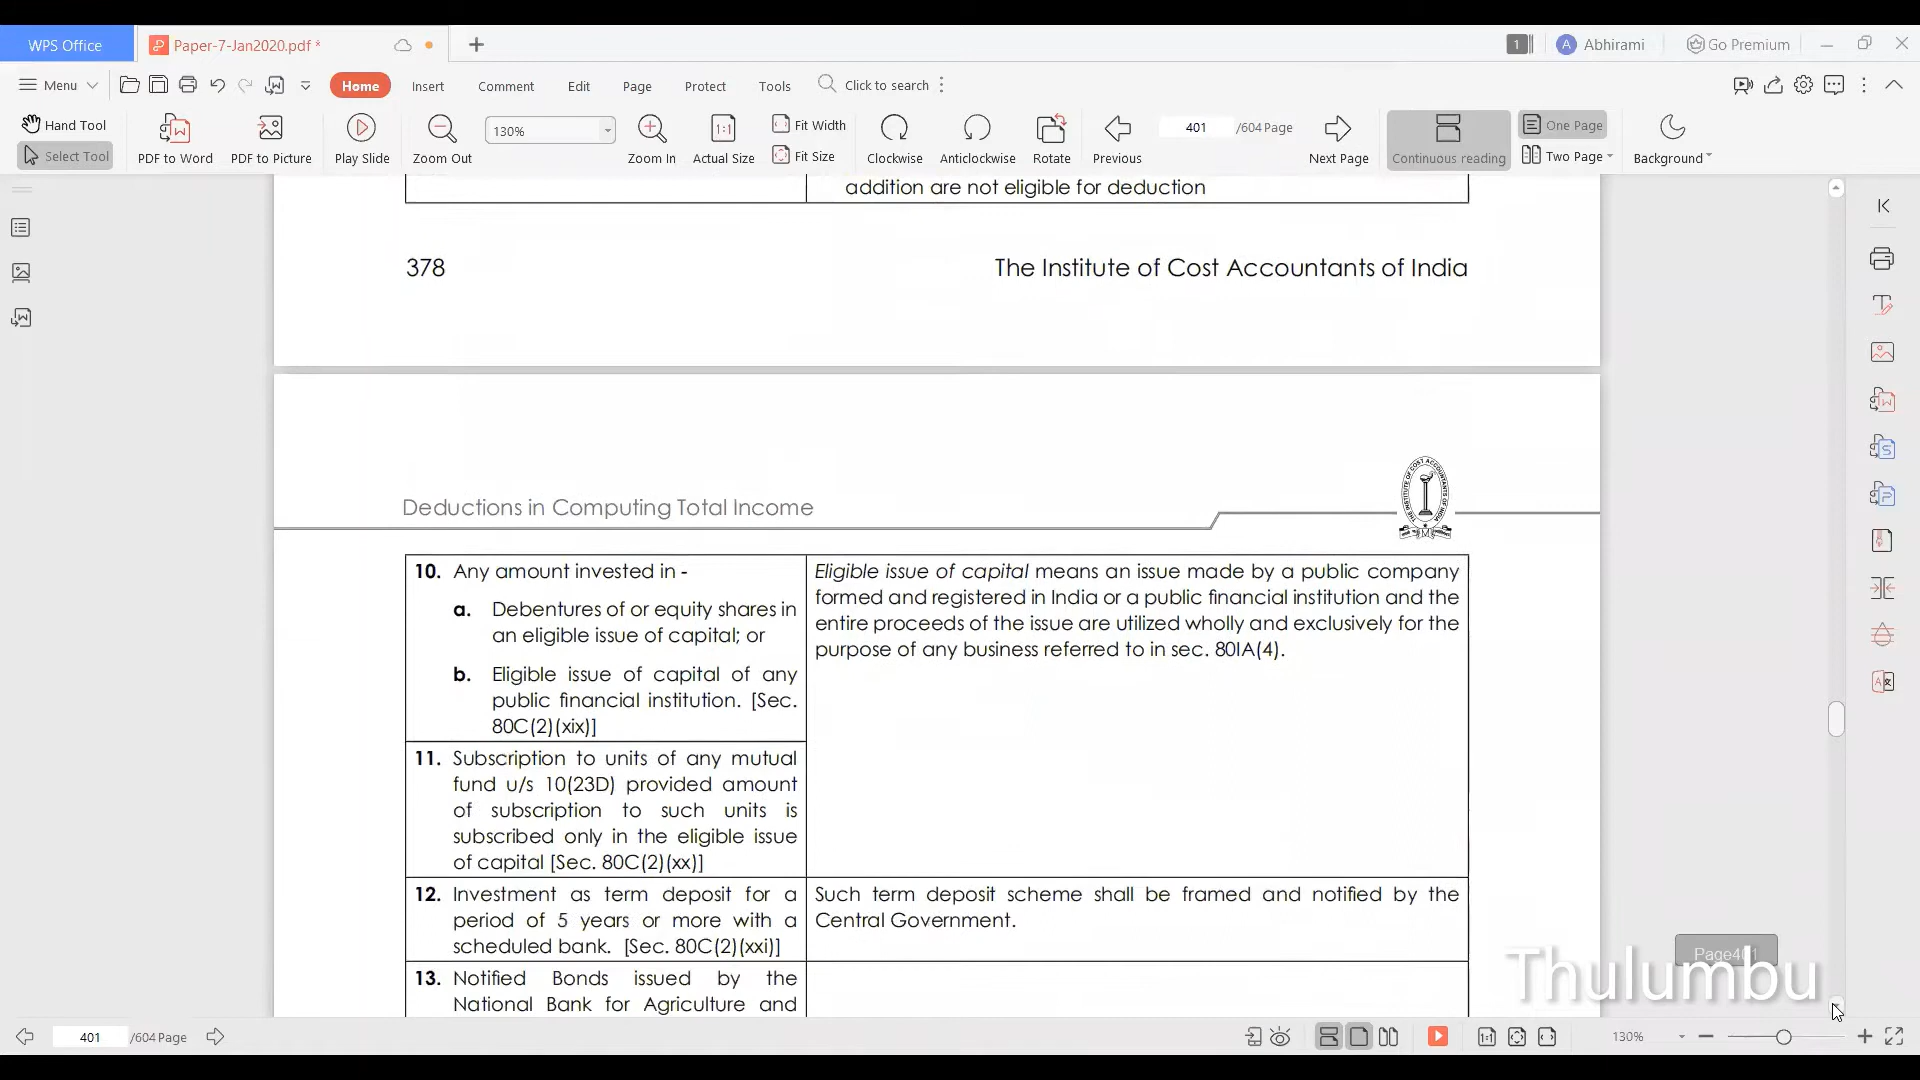 WPS Office
Paper-7-Jan2020.pdf *
1
A Abhirami
Go Premium
Menu
Home
Insert
Comment
Edit
Page
Protect
Tools
Click to search
Hand Tool
Select Tool
PDF to Word
PDF to Picture
Play Slide
Zoom Out
130%
Zoom In
1:1
Actual Size
Fit Width
Fit Size
Clockwise
Anticlockwise
Rotate
Previous
401 /604 Page
Next Page
Continuous reading
One Page
Two Page
Background
addition are not eligible for deduction
378
The Institute of Cost Accountants of India
Deductions in Computing Total Income
THE INSTITUTE OF COST ACCOUNTANTS OF INDIA
10. Any amount invested in -
a. Debentures of or equity shares in
an eligible issue of capital; or
b. Eligible issue of capital of any
public financial institution. [Sec.
80C(2)(xix)]
Eligible issue of capital means an issue made by a public company
formed and registered in India or a public financial institution and the
entire proceeds of the issue are utilized wholly and exclusively for the
purpose of any business referred to in sec. 80IA(4).
11. Subscription to units of any mutual
fund u/s 10(23D) provided amount
of subscription to such units is
subscribed only in the eligible issue
of capital [Sec. 80C(2)(xx)]
12. Investment as term deposit for a
period of 5 years or more with a
scheduled bank. [Sec. 80C(2)(xxi)]
Such term deposit scheme shall be framed and notified by the
Central Government.
13. Notified Bonds issued by the
National Bank for Agriculture and
Page401
Thulumbu
401 /604 Page
130%